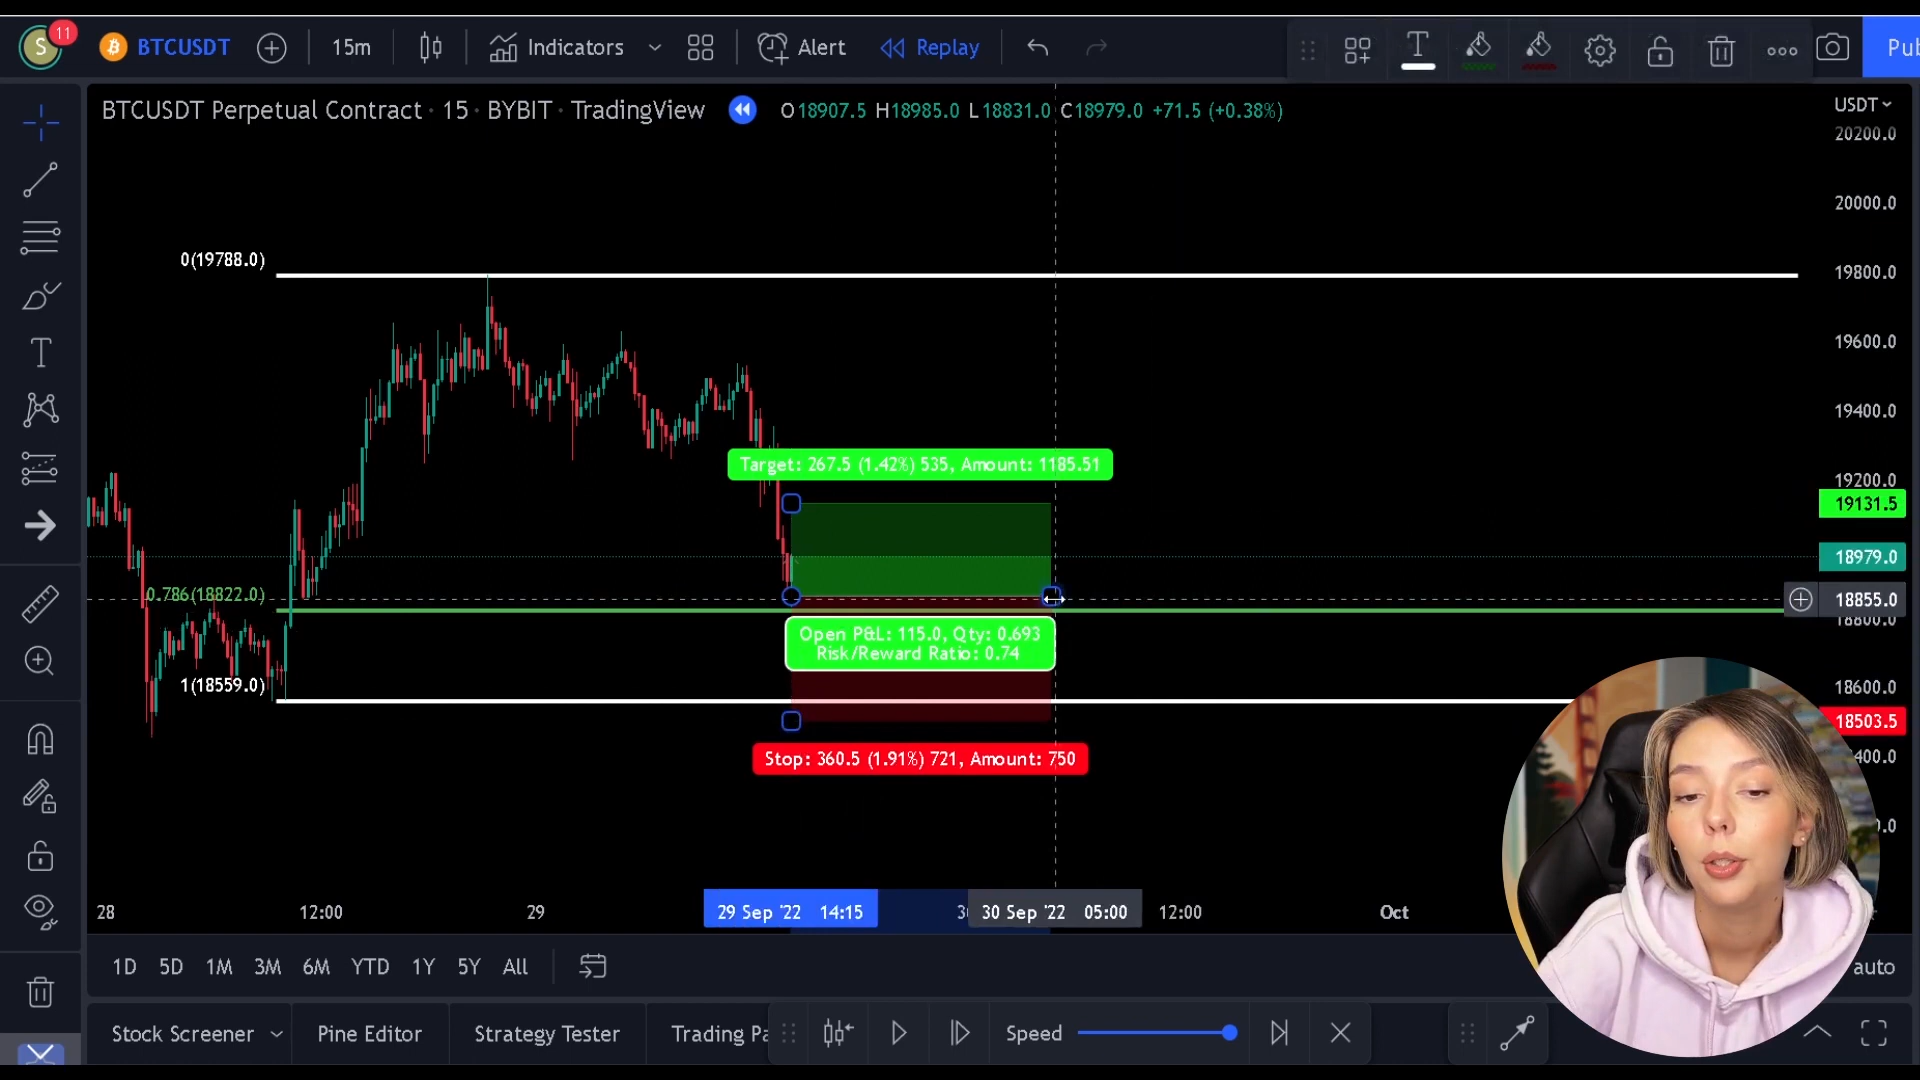 S 11 BTCUSDT 15m Indicators Alert Replay Pub
BTCUSDT Perpetual Contract · 15 · BYBIT · TradingView O18907.5 H18985.0 L18831.0 C18979.0 +71.5 (+0.38%)
USDT
20200.0
20000.0
0(19788.0)
19800.0
19600.0
19400.0
Target: 267.5 (1.42%) 535, Amount: 1185.51
19200.0
19131.5
18979.0
0.786(18822.0)
18855.0
18800.0
Open P&L: 115.0, Qty: 0.693
Risk/Reward Ratio: 0.74
1(18559.0)
18600.0
18503.5
Stop: 360.5 (1.91%) 721, Amount: 750
28 12:00 29 29 Sep '22 14:15 30 Sep '22 05:00 12:00 Oct
1D 5D 1M 3M 6M YTD 1Y 5Y All
auto
Stock Screener Pine Editor Strategy Tester Trading Pa Speed